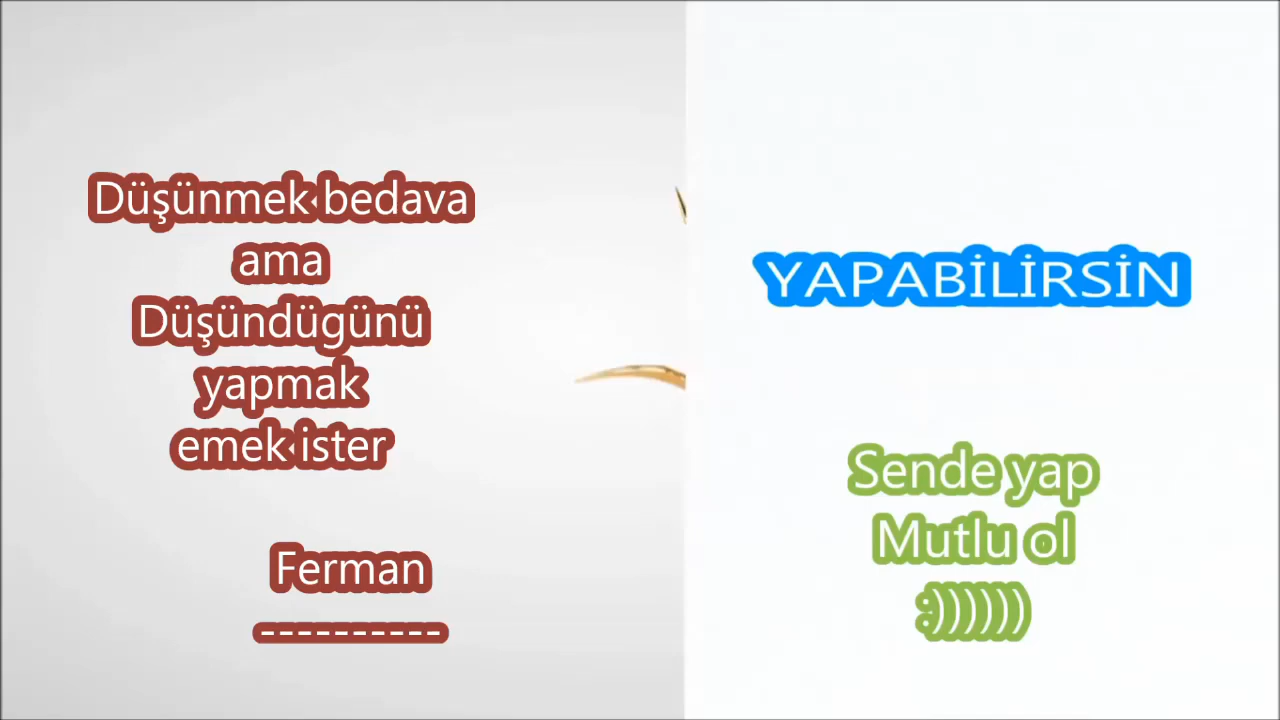 Düşünmek bedava
ama
Düşündügünü
yapmak
emek ister
Ferman
----------
YAPABİLİRSİN
Sende yap
Mutlu ol
:))))))